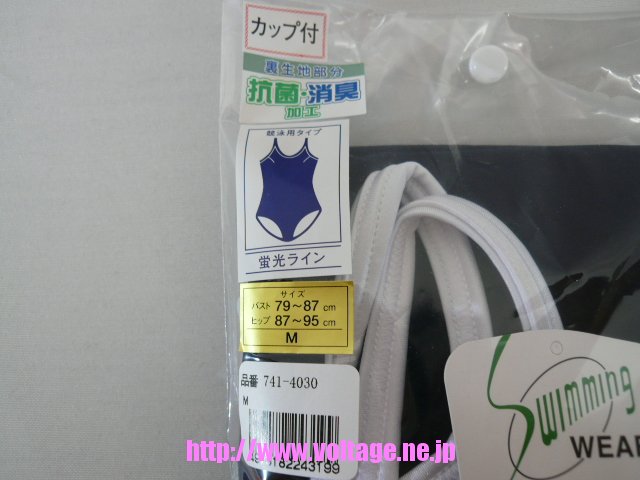 カップ付
裏生地部分
抗菌・消臭
加工
競泳用タイプ
蛍光ライン
サイズ
バスト 79～87 cm
ヒップ 87～95 cm
M
品番 741-4030
M
http://www.voltage.ne.jp
Swimming
WEAR